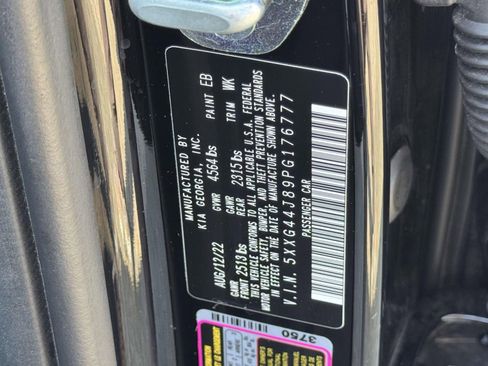 MANUFACTURED BY
KIA GEORGIA, INC.
PAINT EB
TRIM WK
AUG/12/22
GVWR
4564 lbs
GAWR
FRONT 2513 lbs
GAWR
REAR 2315 lbs
THIS VEHICLE CONFORMS TO ALL APPLICABLE U.S.A. FEDERAL
MOTOR VEHICLE SAFETY, BUMPER, AND THEFT PREVENTION STANDARDS
IN EFFECT ON THE DATE OF MANUFACTURE SHOWN ABOVE.
V.I.N. 5XXG44J89PG176777
PASSENGER CAR
3750